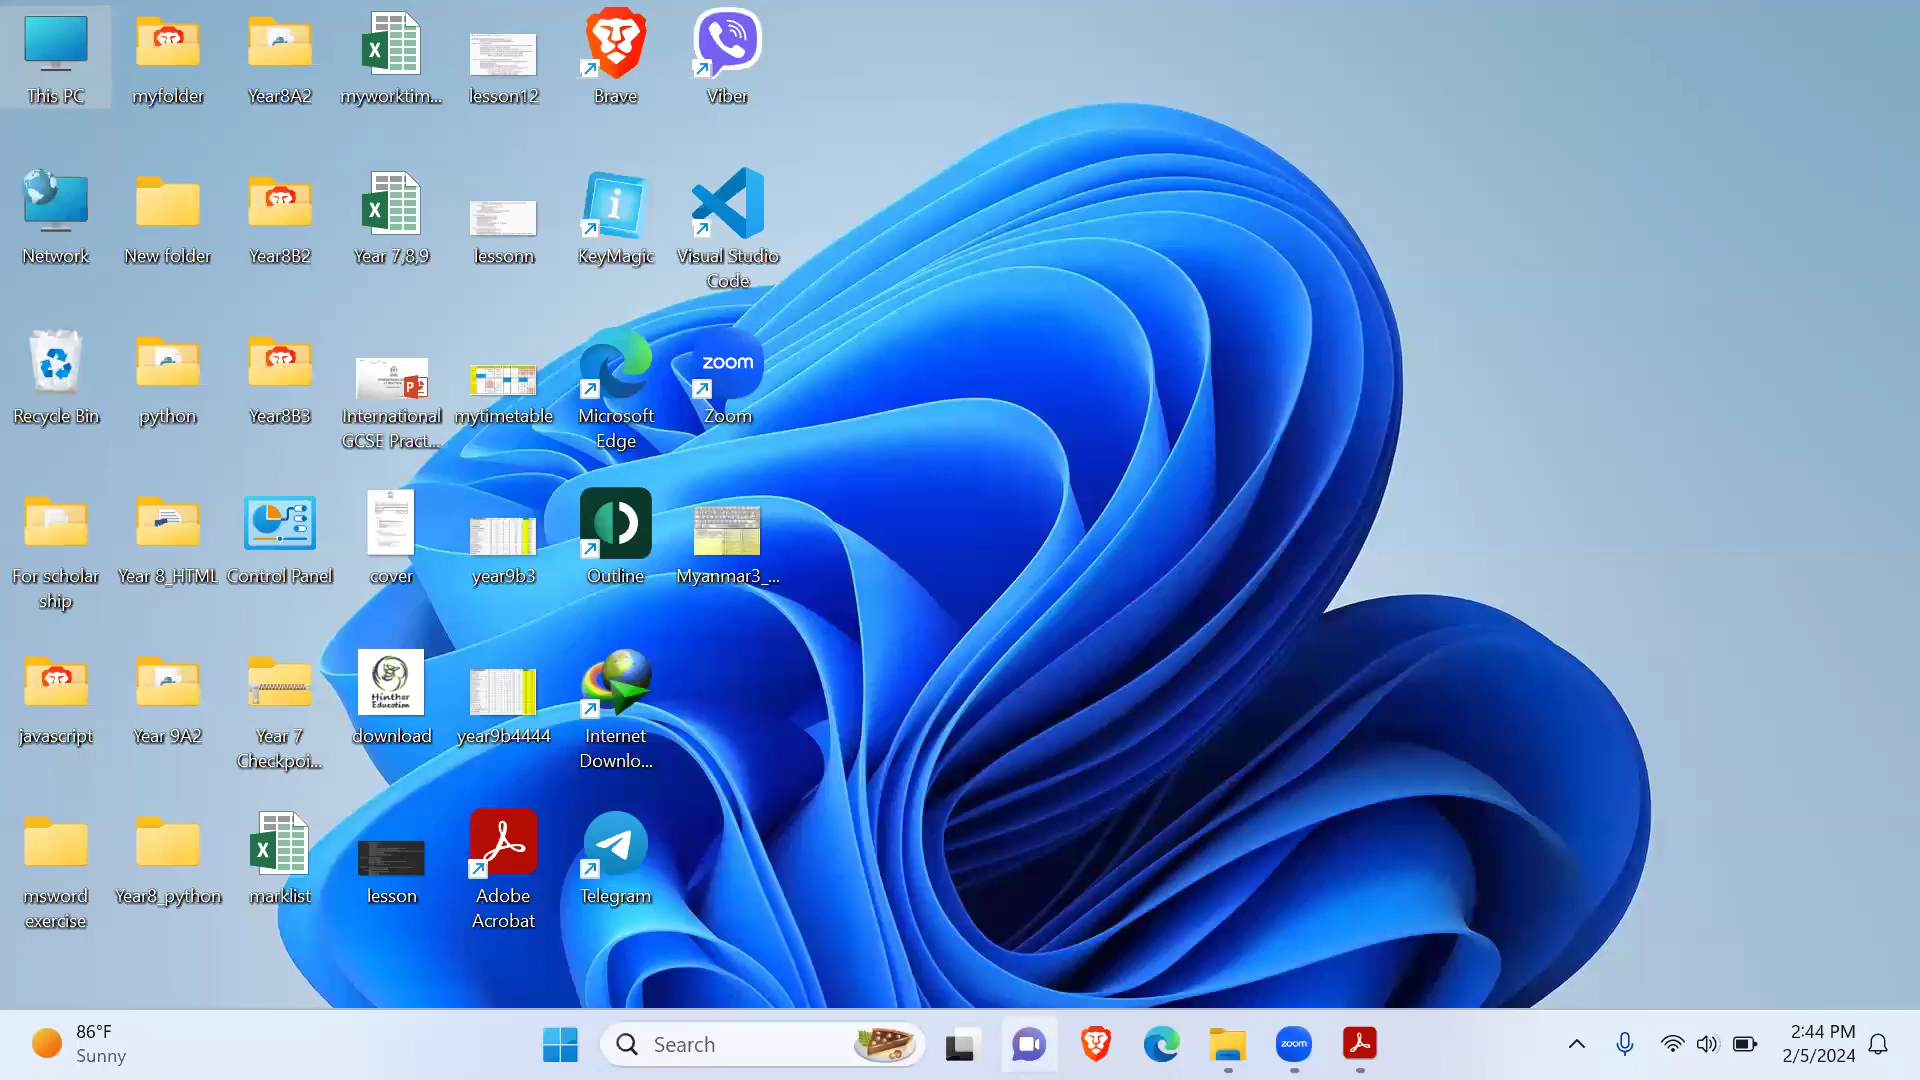 This PC
myfolder
Year8A2
myworktim...
lesson12
Brave
Viber
Network
New folder
Year8B2
Year 7,8,9
lessonn
KeyMagic
Visual Studio
Code
Recycle Bin
python
Year8B3
International
GCSE Pract...
mytimetable
Microsoft
Edge
zoom
Zoom
For scholar
ship
Year 8_HTML
Control Panel
cover
year9b3
Outline
Myanmar3_...
javascript
Year 9A2
Year 7
Checkpoi...
Hinthar
Education
download
year9b4444
Internet
Downlo...
msword
exercise
Year8_python
marklist
lesson
Adobe
Acrobat
Telegram
86°F
Sunny
Search
zoom
2:44 PM
2/5/2024